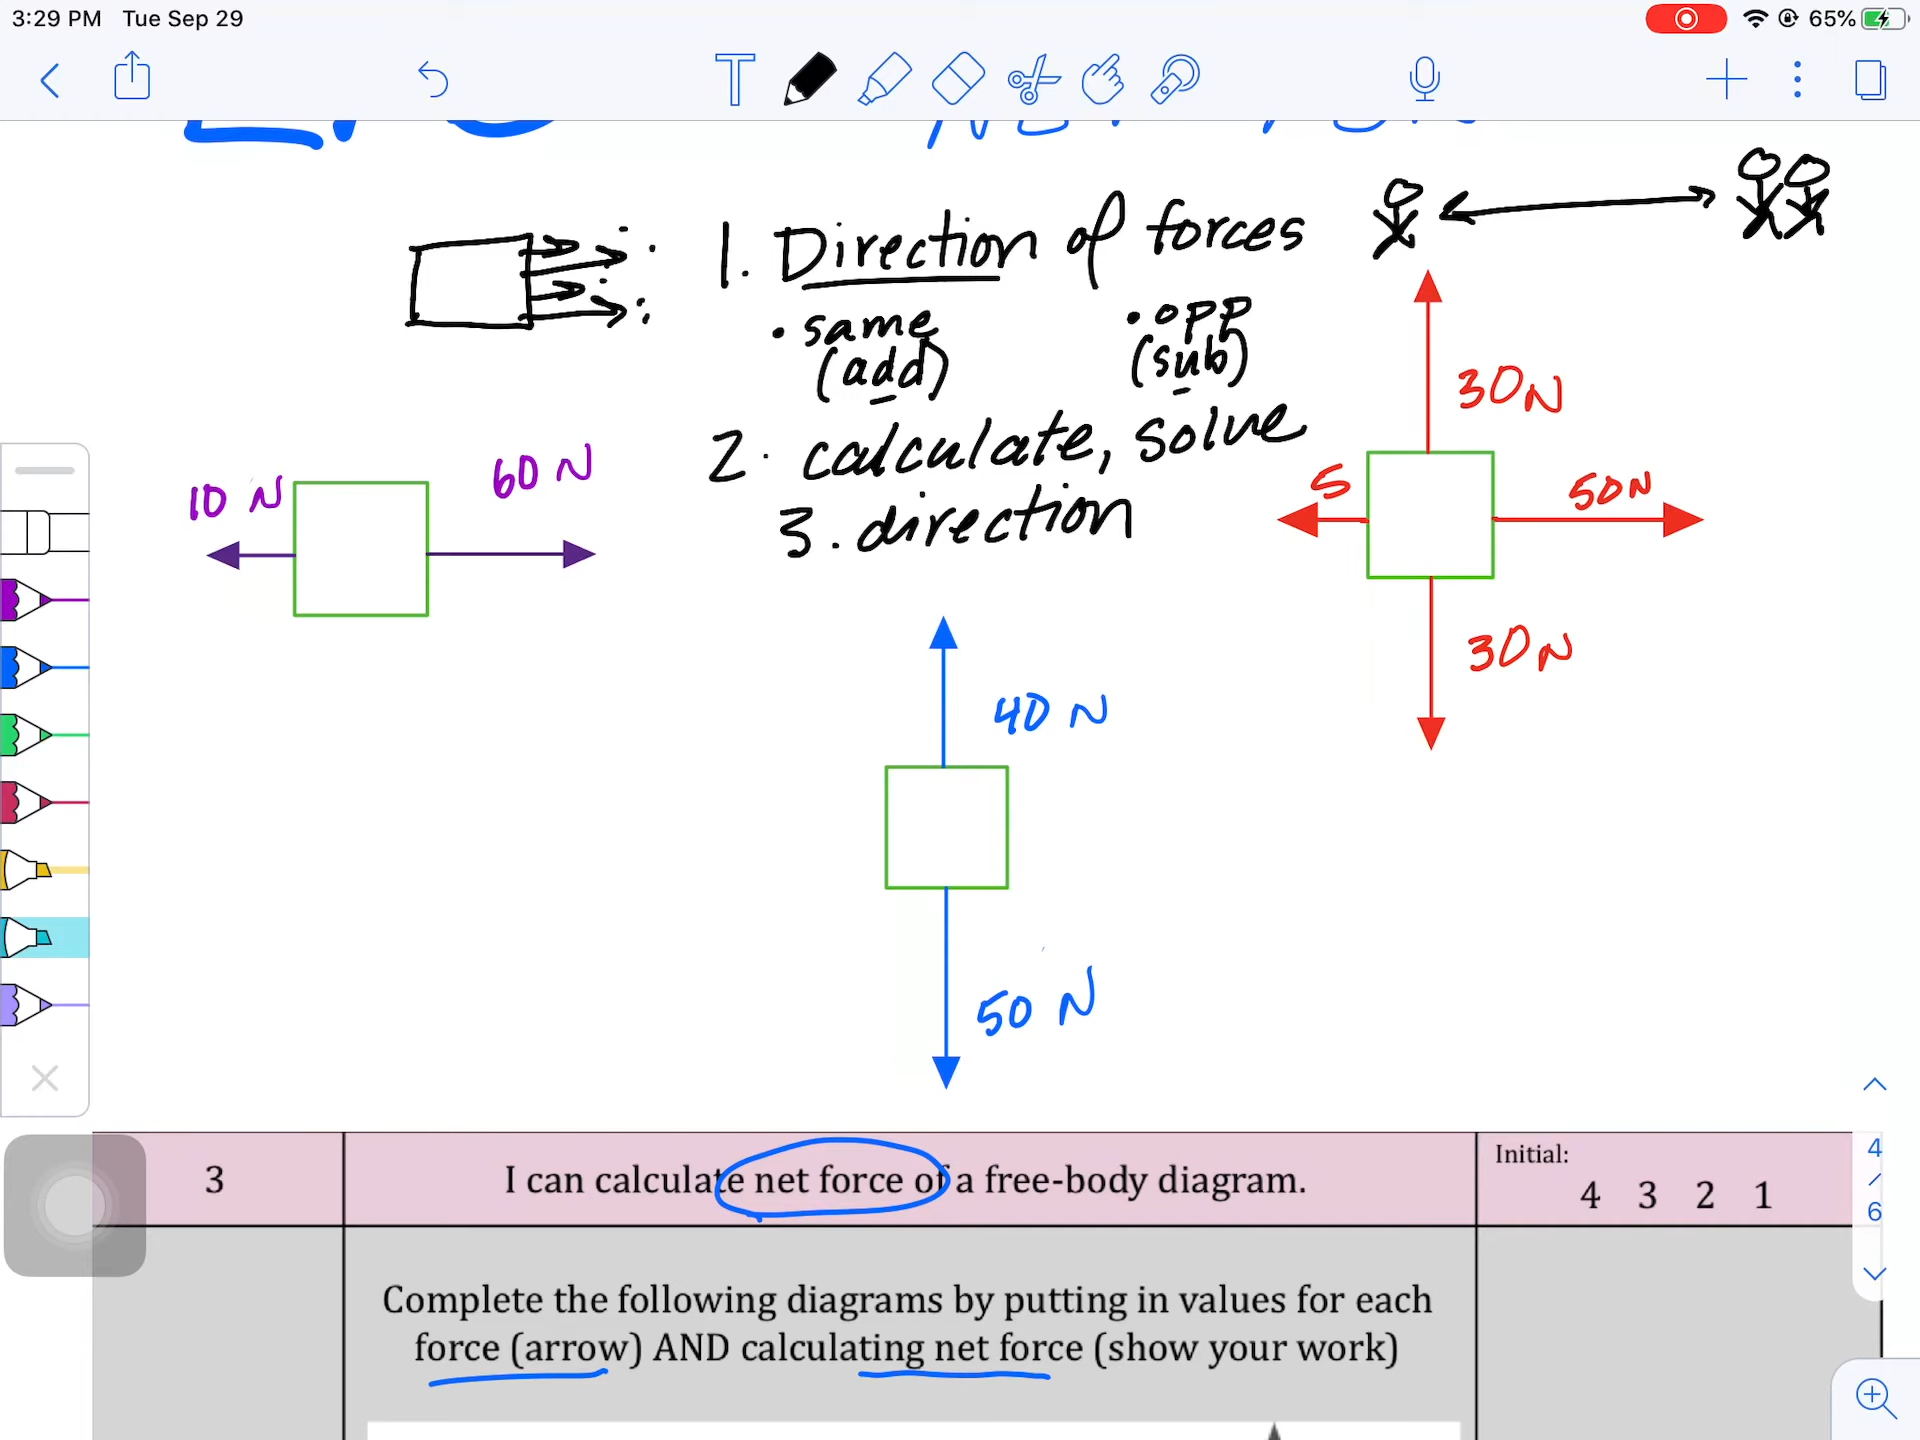 3:29 PM Tue Sep 29
65%
1. Direction of forces
• same
(add)
• opp
(sub)
2. calculate, solve
3. direction
10 N
60 N
30N
5
50N
30N
40 N
50 N
3
I can calculate net force of a free-body diagram.
Initial:
4 3 2 1
Complete the following diagrams by putting in values for each
force (arrow) AND calculating net force (show your work)
4
/
6